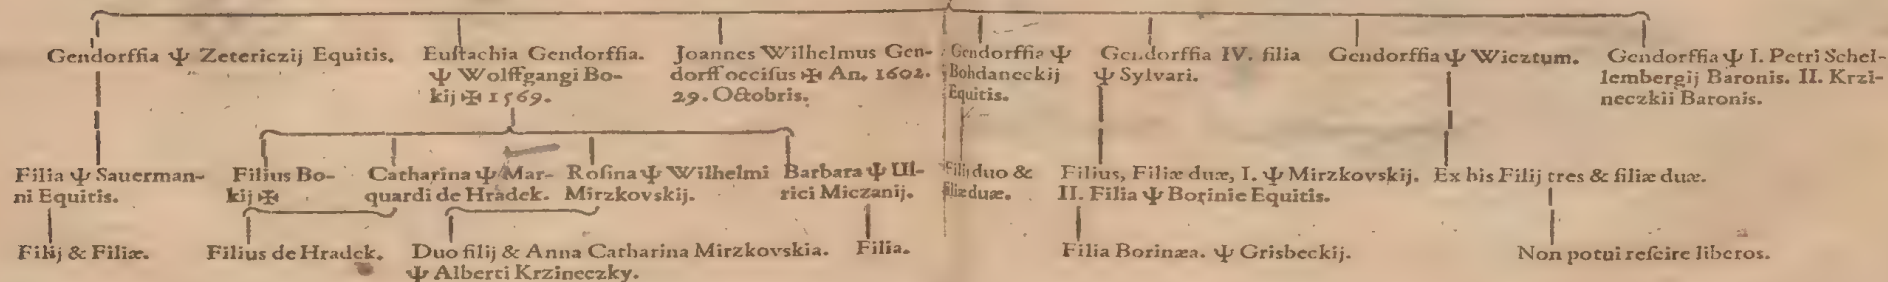 Gendorffia Ψ Zetericzij Equitis.
Euſtachia Gendorffia.
Ψ Wolffgangi Bo-
kij ✠ 1569.
Joannes Wilhelmus Gen-
dorff occiſus ✠ An. 1602.
29. Octobris.
Gendorffia Ψ
Bohdaneckij
Equitis.
Gendorffia IV. filia
Ψ Sylvari.
Gendorffia Ψ Wicztum.
Gendorffia Ψ I. Petri Schel-
lembergij Baronis. II. Krzi-
neczkii Baronis.
Filia Ψ Sauerman-
ni Equitis.
Filius Bo-
kij ✠
Catharina Ψ Mar-
quardi de Hradek.
Roſina Ψ Wilhelmi
Mirzkovskij.
Barbara Ψ Ul-
rici Miczanij.
Filij duo &
filiæ duæ.
Filius, Filiæ duæ, I. Ψ Mirzkovskij.
II. Filia Ψ Borinie Equitis.
Ex his Filij tres & filiæ duæ.
Filij & Filiæ.
Filius de Hradek.
Duo filij & Anna Catharina Mirzkovskia.
Ψ Alberti Krzineczky.
Filia.
Filia Borinæa. Ψ Grisbeckij.
Non potui reſcire liberos.